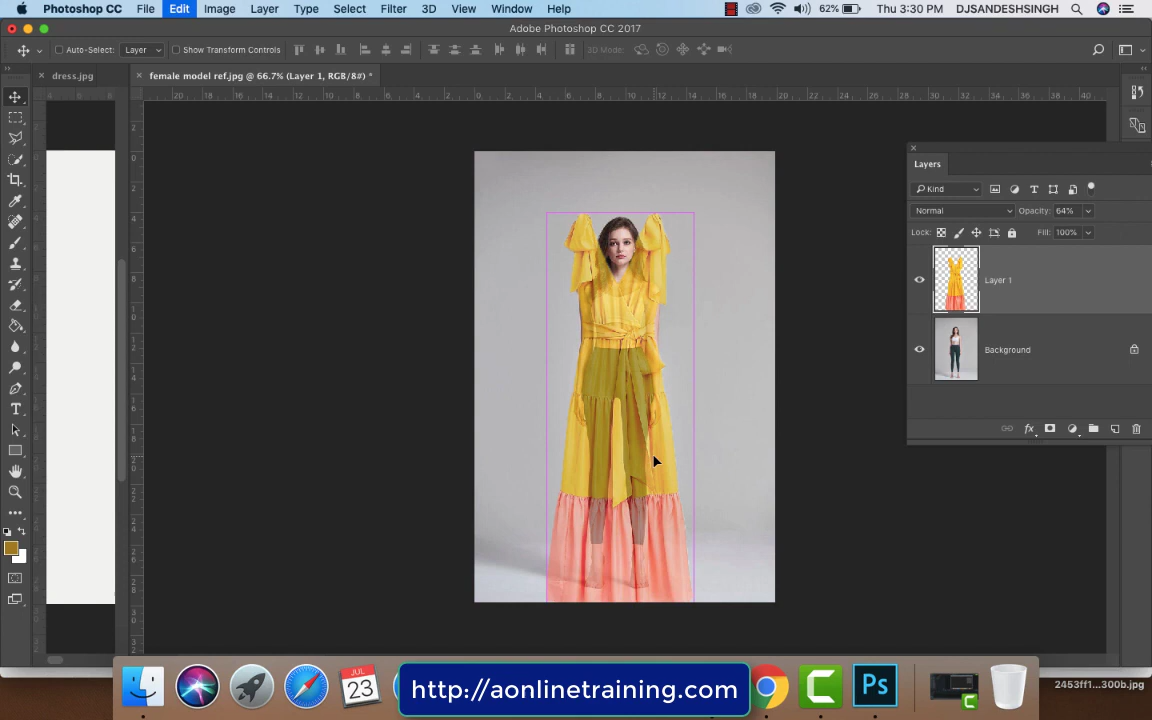 Photoshop CC File Edit Image Layer Type Select Filter 3D View Window Help 62% Thu 3:30 PM DJSANDESHSINGH
Adobe Photoshop CC 2017
Auto-Select: Layer Show Transform Controls 3D Mode:
dress.jpg female model ref.jpg @ 66.7% (Layer 1, RGB/8#) *
Layers
Kind
Normal Opacity: 64%
Lock: Fill: 100%
Layer 1
Background
JUL
23
http://aonlinetraining.com
Ps
2453ff1...300b.jpg